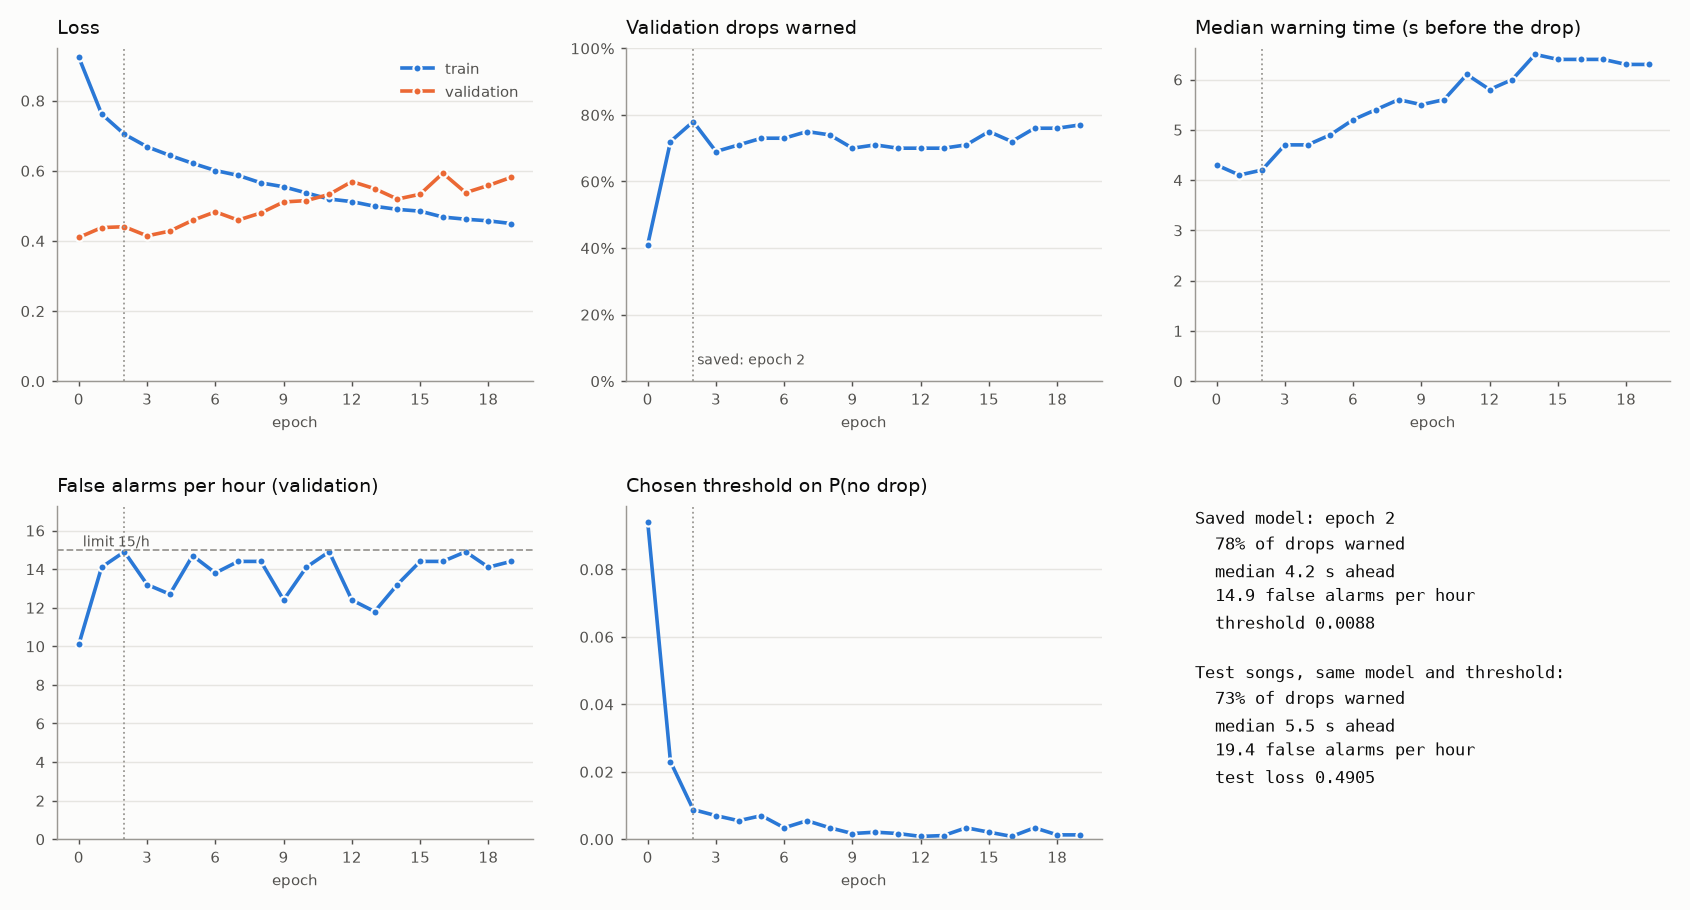 Loss
train
validation
0.8
0.6
0.4
0.2
0.0
0 3 6 9 12 15 18
epoch
Validation drops warned
100%
80%
60%
40%
20%
0%
saved: epoch 2
0 3 6 9 12 15 18
epoch
Median warning time (s before the drop)
6
5
4
3
2
1
0
0 3 6 9 12 15 18
epoch
False alarms per hour (validation)
16
limit 15/h
14
12
10
8
6
4
2
0
0 3 6 9 12 15 18
epoch
Chosen threshold on P(no drop)
0.08
0.06
0.04
0.02
0.00
0 3 6 9 12 15 18
epoch
Saved model: epoch 2
78% of drops warned
median 4.2 s ahead
14.9 false alarms per hour
threshold 0.0088
Test songs, same model and threshold:
73% of drops warned
median 5.5 s ahead
19.4 false alarms per hour
test loss 0.4905